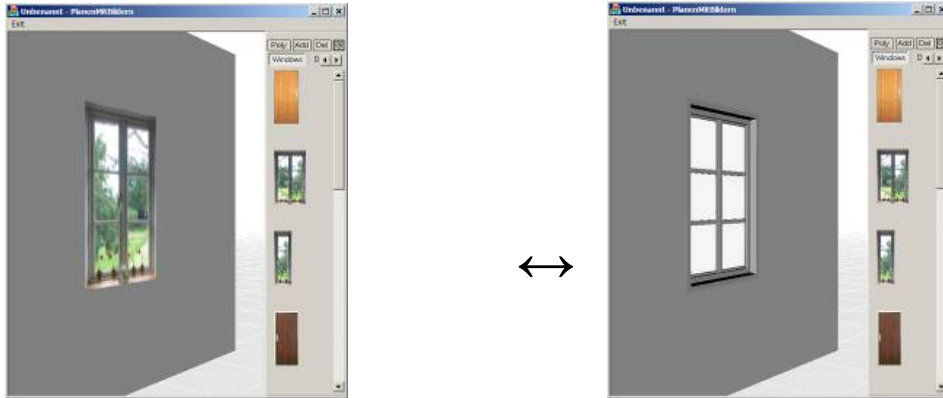 Unbenannt - PlanenMitBildern
Exit
Poly Add Del
Windows D
↔
Unbenannt - PlanenMitBildern
Exit
Poly Add Del
Windows D